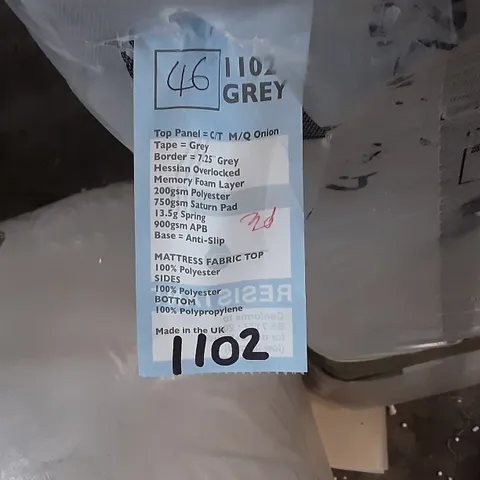 46
1102
GREY
Top Panel = C/T M/Q Onion
Tape = Grey
Border = 7.25" Grey
Hessian Overlocked
Memory Foam Layer
200gsm Polyester
750gsm Saturn Pad
13.5g Spring
900gsm APB
Base = Anti-Slip
MATTRESS FABRIC TOP
100% Polyester
SIDES
100% Polyester
BOTTOM
100% Polypropylene
Made in the UK
1102